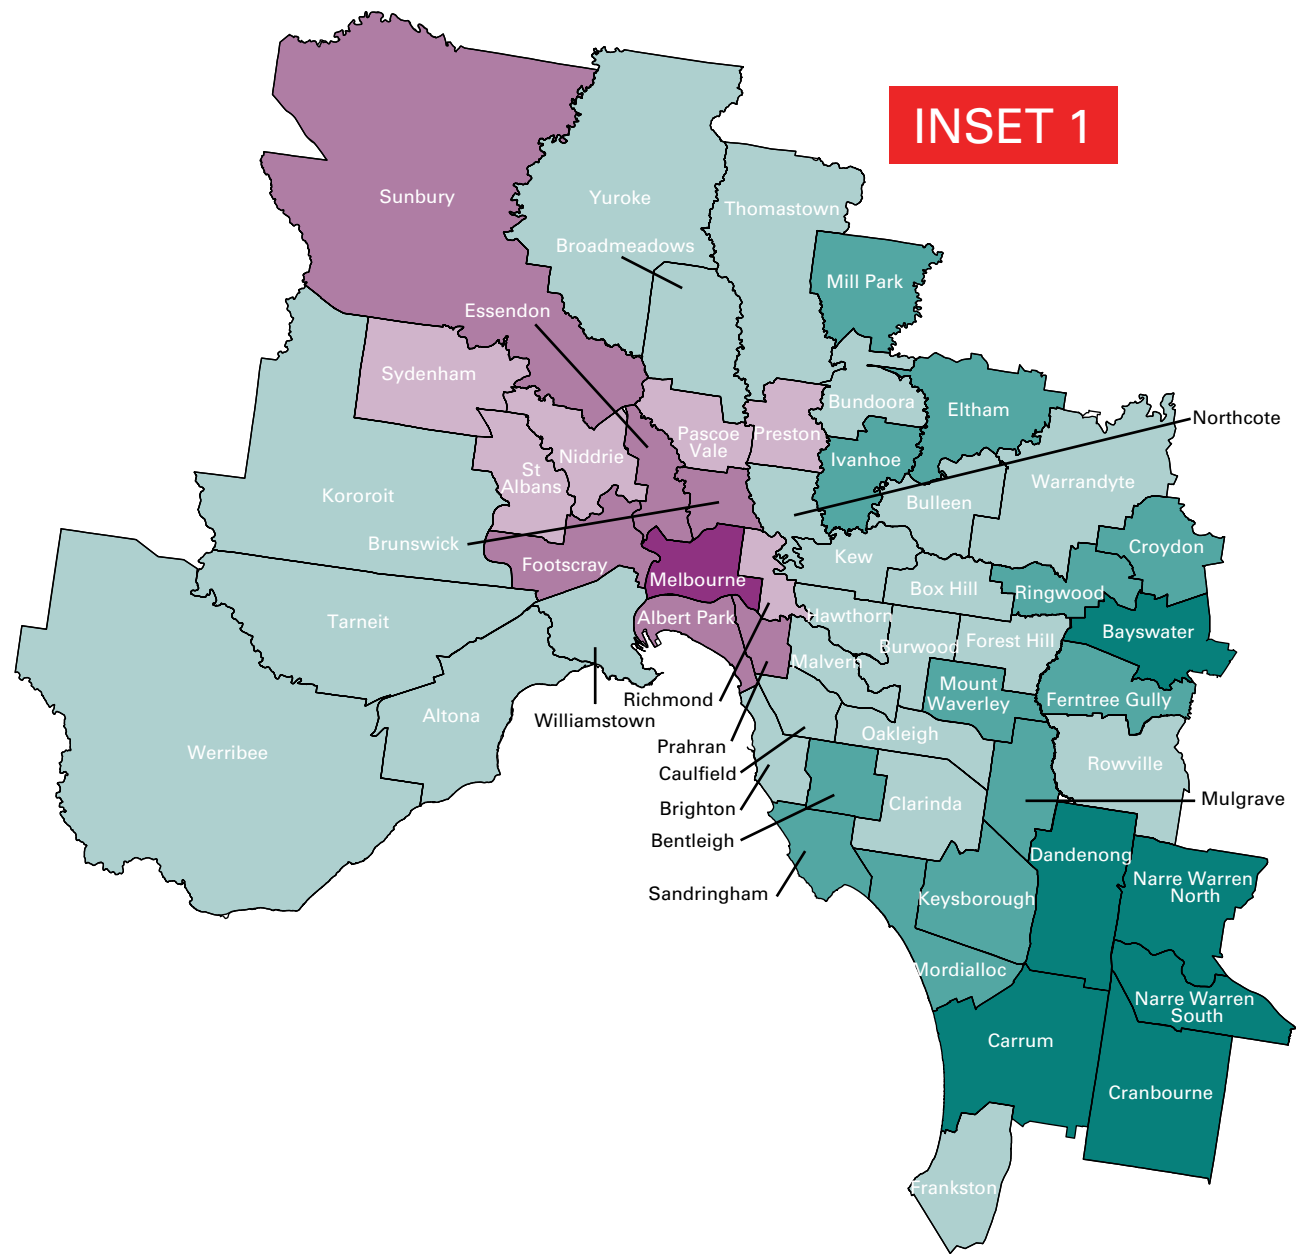 INSET 1
Sunbury
Yuroke
Thomastown
Broadmeadows
Mill Park
Essendon
Sydenham
Bundoora
Eltham
Northcote
Pascoe
Vale
Preston
Niddrie
Ivanhoe
St
Albans
Warrandyte
Kororoit
Bulleen
Brunswick
Croydon
Kew
Footscray
Melbourne
Box Hill
Ringwood
Tarneit
Albert Park
Hawthorn
Bayswater
Burwood
Forest Hill
Malvern
Mount
Waverley
Richmond
Ferntree Gully
Altona
Williamstown
Oakleigh
Werribee
Prahran
Caulfield
Rowville
Brighton
Clarinda
Mulgrave
Bentleigh
Dandenong
Sandringham
Keysborough
Narre Warren
North
Mordialloc
Narre Warren
South
Carrum
Cranbourne
Frankston